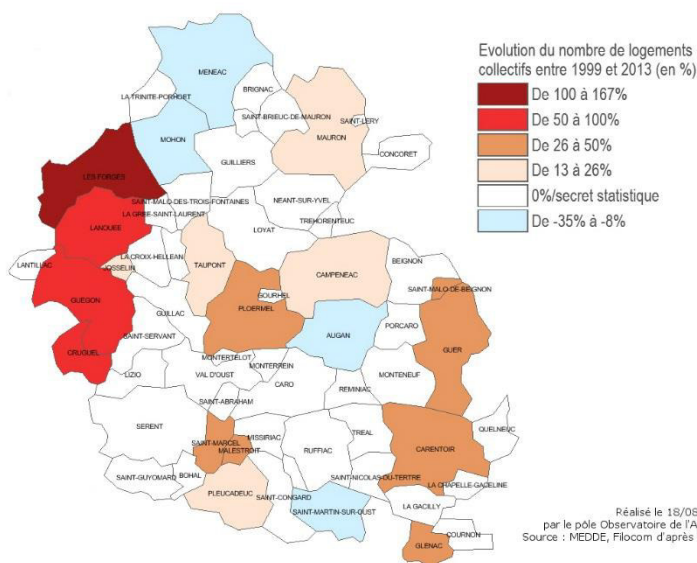 Evolution du nombre de logements
collectifs entre 1999 et 2013 (en %)
De 100 à 167%
De 50 à 100%
De 26 à 50%
De 13 à 26%
0%/secret statistique
De -35% à -8%
MENEAC
LA TRINITE-PORHOET
BRIGNAC
SAINT-BRIEUC-DE-MAURON
SAINT-LERY
MAURON
MOHON
CONCORET
GUILLIERS
LES FORGES
SAINT-MALO-DES-TROIS-FONTAINES
NEANT-SUR-YVEL
LA GREE-SAINT-LAURENT
TREHORENTEUC
LANOUEE
LOYAT
LA CROIX-HELLEAN
LANTILLAC
JOSSELIN
TAUPONT
CAMPENEAC
BEIGNON
SAINT-MALO-DE-BEIGNON
GUEGON
GOURHEL
PLOERMEL
GUILLAC
PORCARO
AUGAN
SAINT-SERVANT
GUER
CRUGUEL
MONTERTELOT
MONTERREIN
LIZIO
VAL D'OUST
MONTENEUF
CARO
REMINIAC
SAINT-ABRAHAM
SERENT
MISSIRIAC
TREAL
QUELNEUC
SAINT-MARCEL
MALESTROIT
RUFFIAC
CARENTOIR
SAINT-GUYOMARD
BOHAL
SAINT-NICOLAS-DU-TERTRE
LA CHAPELLE-GACELINE
PLEUCADEUC
SAINT-CONGARD
LA GACILLY
SAINT-MARTIN-SUR-OUST
COURNON
GLENAC
Réalisé le 18/08
par le pôle Observatoire de l'A
Source : MEDDE, Filocom d'après